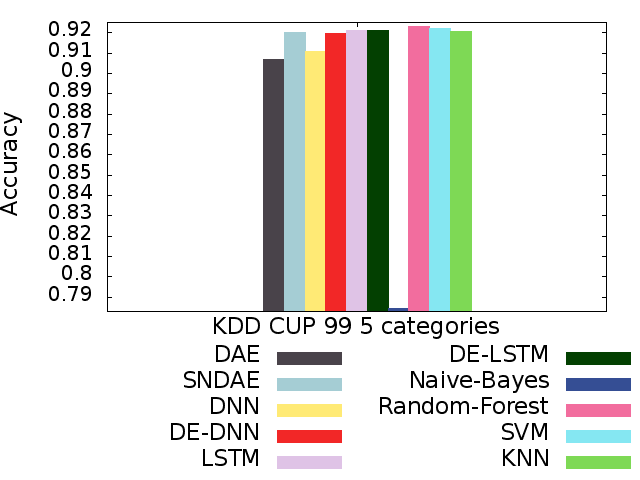 0.92
0.91
0.9
0.89
0.88
0.87
0.86
0.85
0.84
0.83
0.82
0.81
0.8
0.79
Accuracy
KDD CUP 99 5 categories
DAE
SNDAE
DNN
DE-DNN
LSTM
DE-LSTM
Naive-Bayes
Random-Forest
SVM
KNN